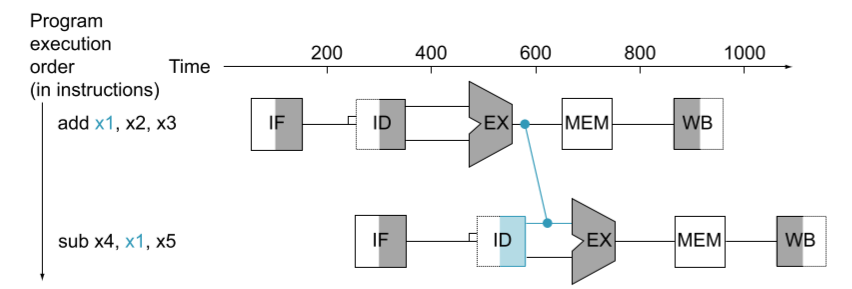 Program
execution
order
(in instructions)
Time
200 400 600 800 1000
add x1, x2, x3
IF ID EX MEM WB
sub x4, x1, x5
IF ID EX MEM WB